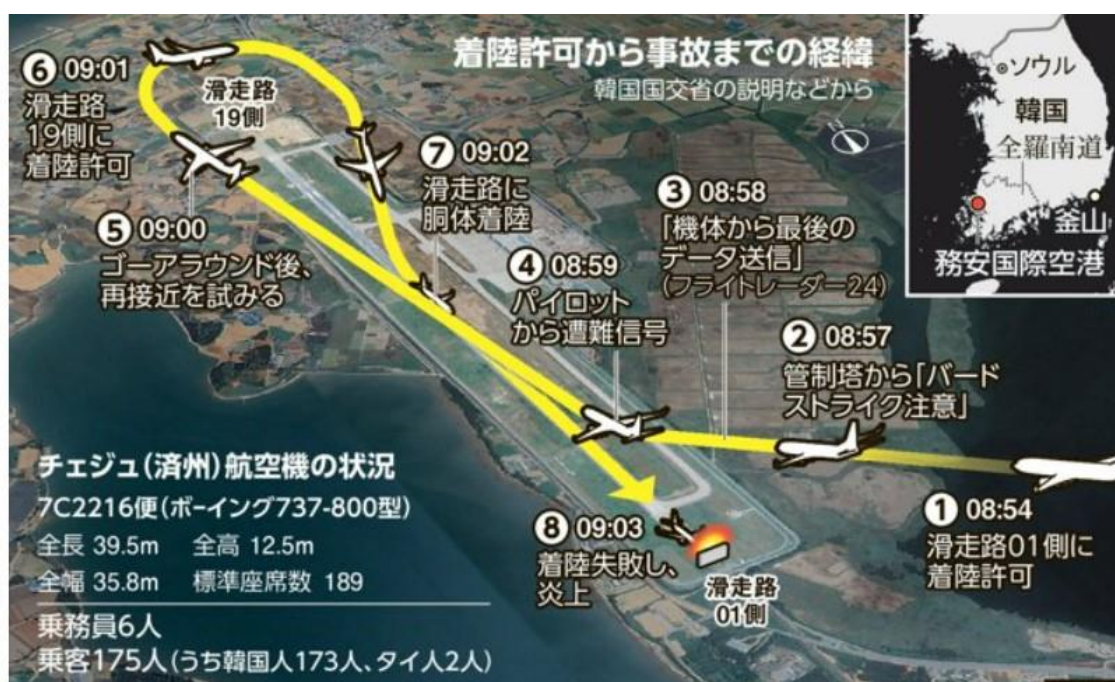 着陸許可から事故までの経緯
韓国国交省の説明などから
ソウル
韓国
全羅南道
釜山
務安国際空港
❶ 08:54
滑走路01側に
着陸許可
❷ 08:57
管制塔から「バード
ストライク注意」
❸ 08:58
「機体から最後の
データ送信」
(フライトレーダー24)
❹ 08:59
パイロット
から遭難信号
❺ 09:00
ゴーアラウンド後、
再接近を試みる
❻ 09:01
滑走路
19側に
着陸許可
滑走路
19側
❼ 09:02
滑走路に
胴体着陸
❽ 09:03
着陸失敗し、
炎上
滑走路
01側
チェジュ(済州)航空機の状況
7C2216便(ボーイング737-800型)
全長 39.5m 全高 12.5m
全幅 35.8m 標準座席数 189
乗務員6人
乗客175人(うち韓国人173人、タイ人2人)